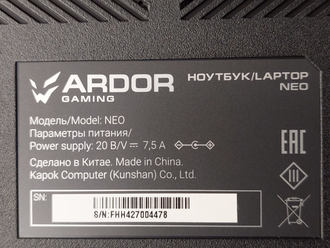 ARDOR
GAMING
НОУТБУК/LAPTOP
NEO
Модель/Model: NEO
Параметры питания/
Power supply: 20 В/V⎓ 7,5 A
Сделано в Китае. Made in China.
Kapok Computer (Kunshan) Co., Ltd.
EAC
SN:
S/N:FHH427004478